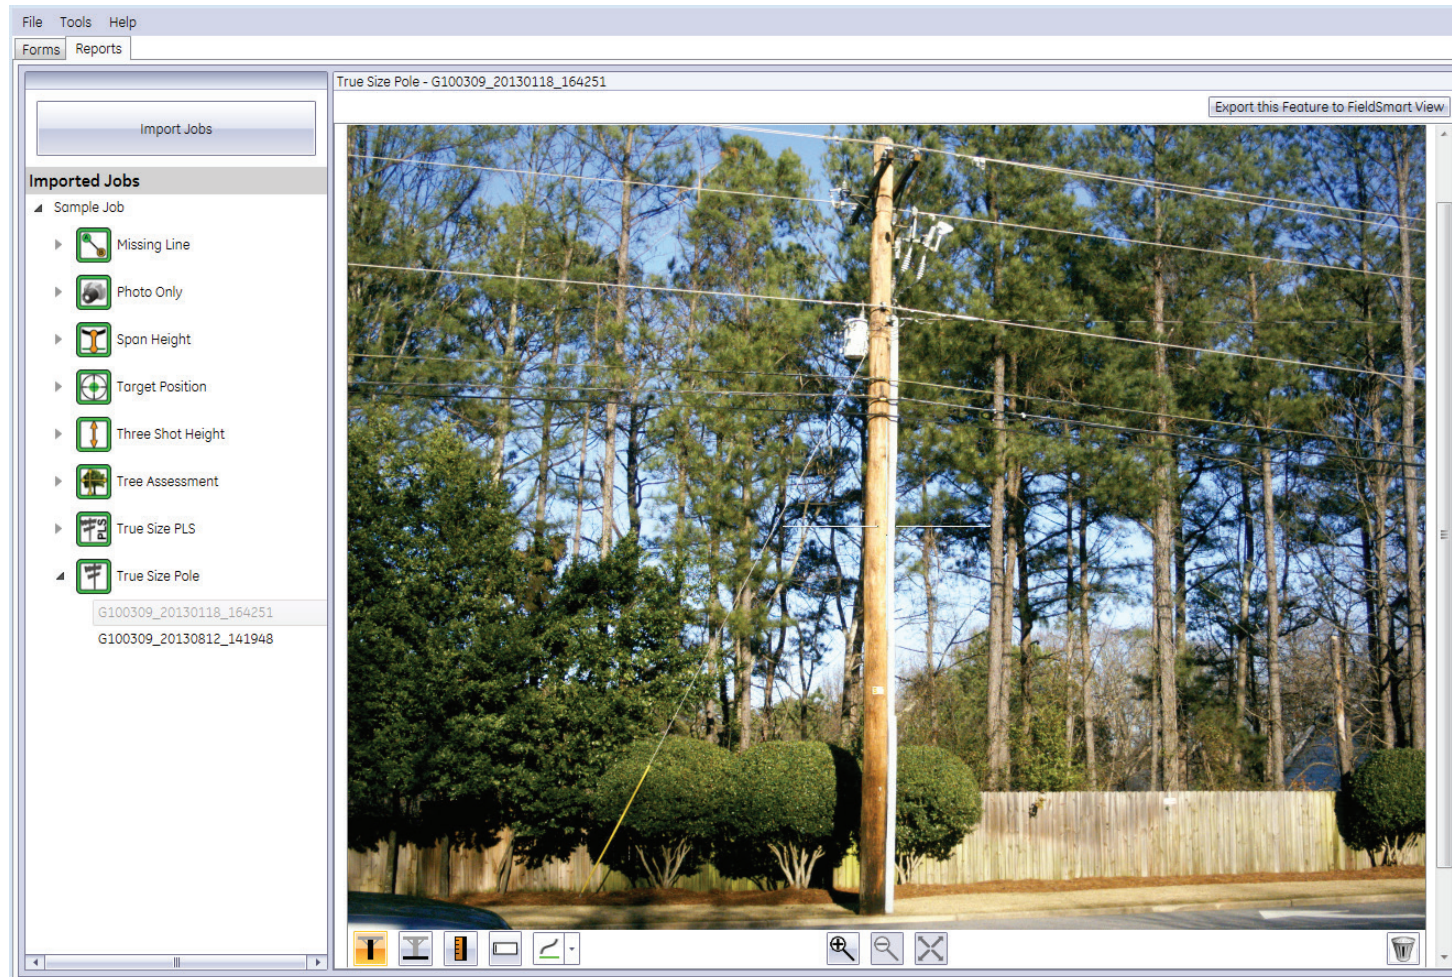 File Tools Help
Forms Reports
Import Jobs
Imported Jobs
Sample Job
Missing Line
Photo Only
Span Height
Target Position
Three Shot Height
Tree Assessment
PLS
True Size PLS
True Size Pole
G100309_20130118_164251
G100309_20130812_141948
True Size Pole - G100309_20130118_164251
Export this Feature to FieldSmart View